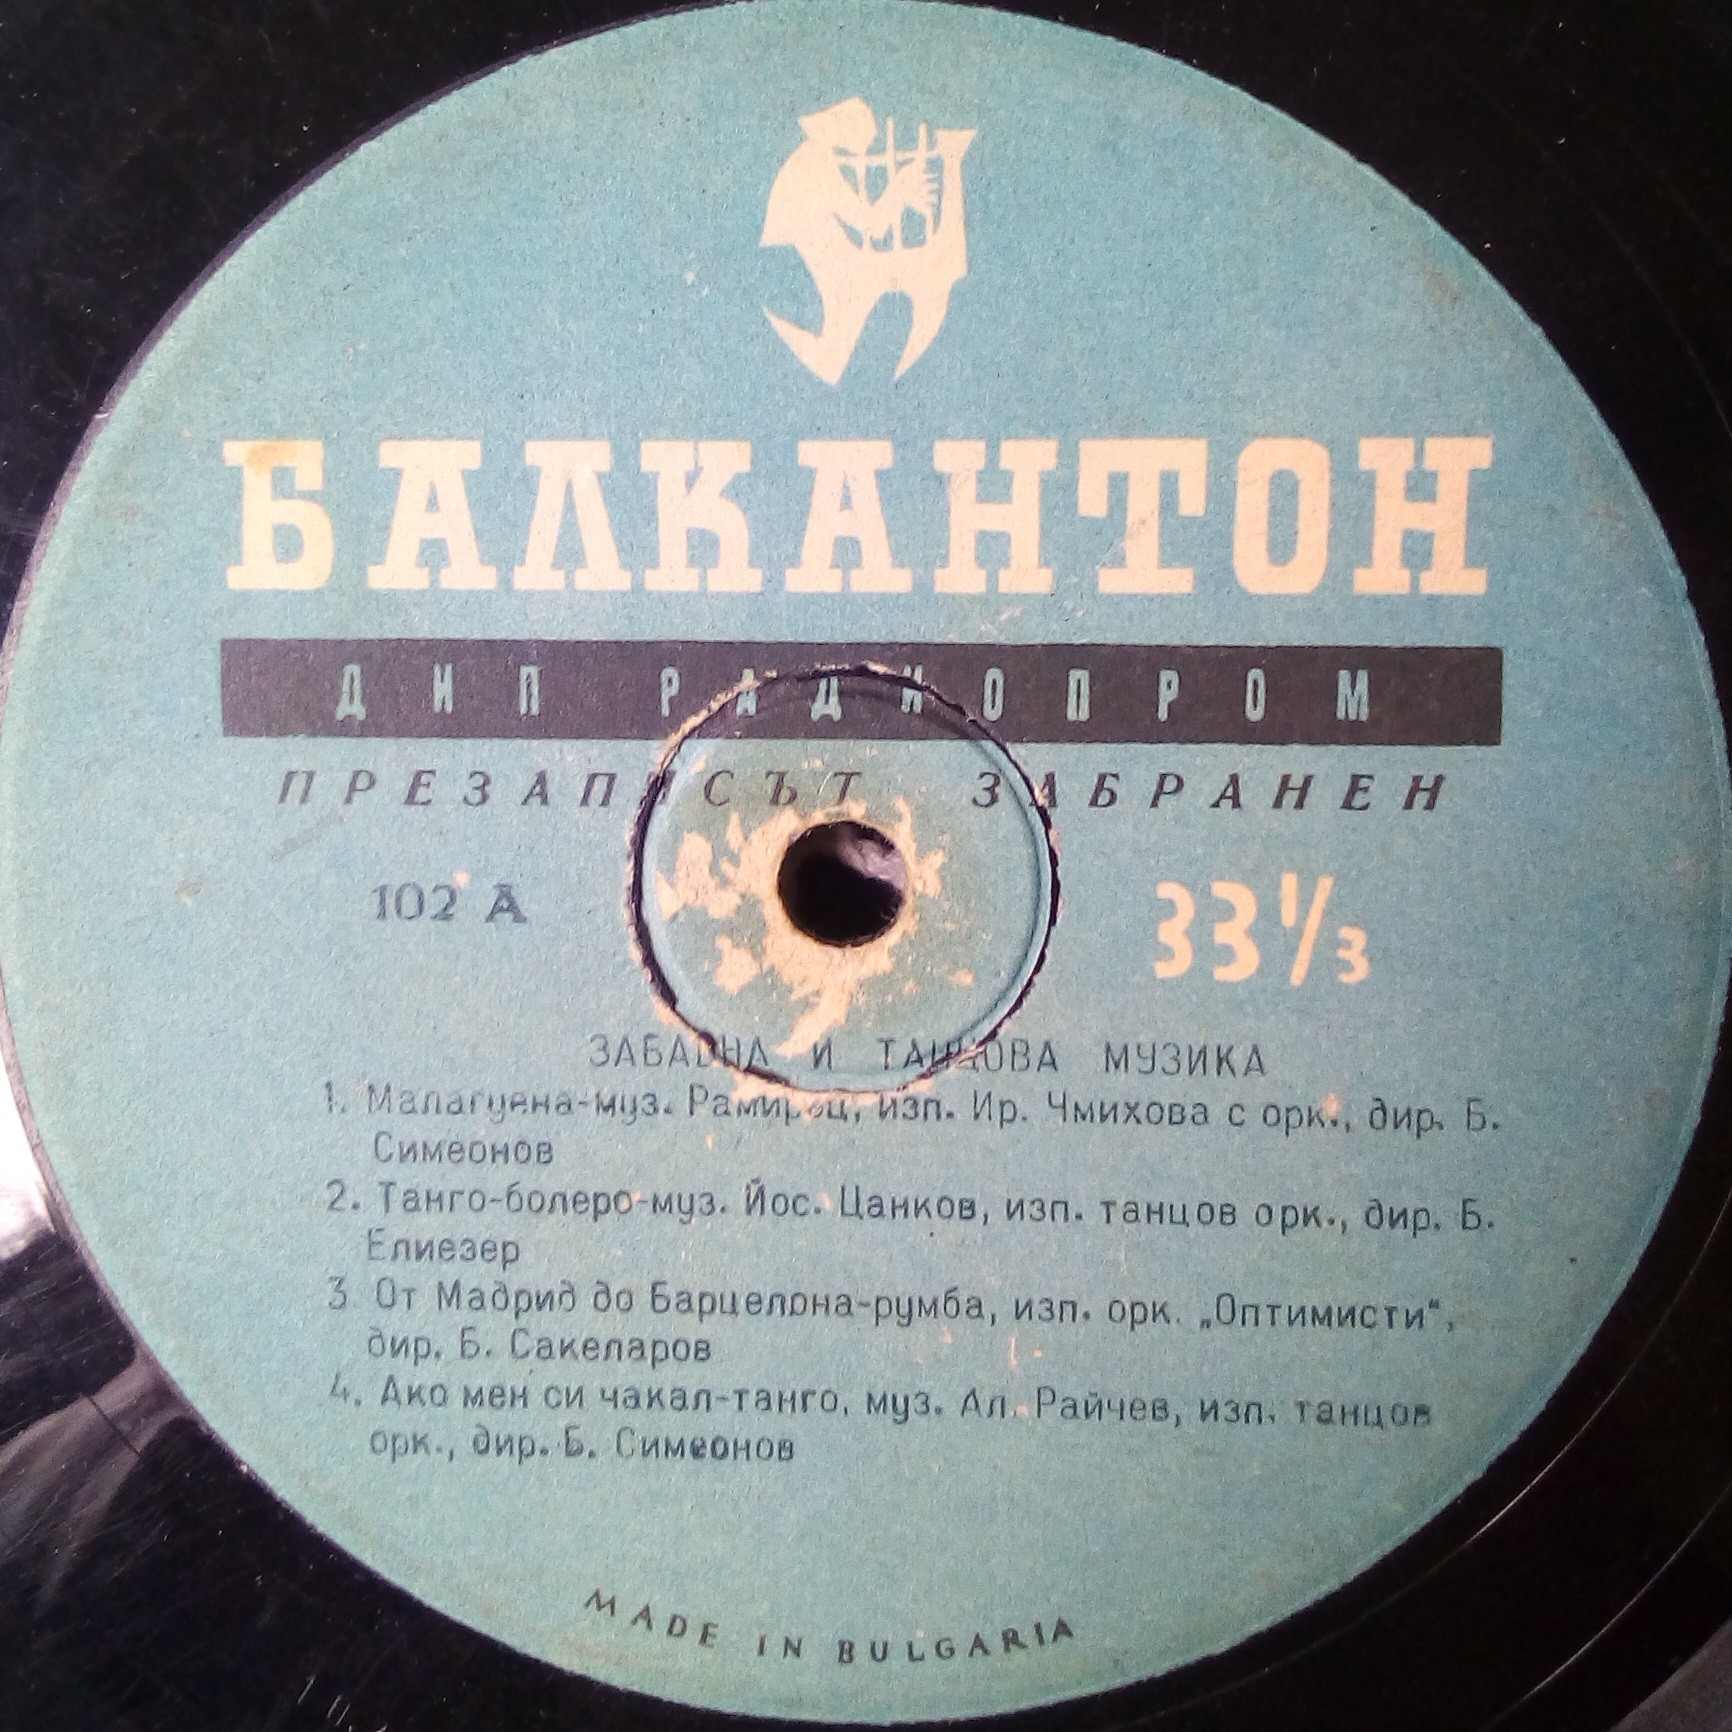 БАЛКАНТОН
ДИП РАДИОПРОМ
ПРЕЗАПИСЪТ ЗАБРАНЕН
102 А
33 1/3
ЗАБАВНА И ТАНЦОВА МУЗИКА
1. Малагуена-муз. Рамирец, изп. Ир. Чмихова с орк., дир. Б.
Симеонов
2. Танго-болеро-муз. Йос. Цанков, изп. танцов орк., дир. Б.
Елиезер
3. От Мадрид до Барцелона-румба, изп. орк. „Оптимисти“,
дир. Б. Сакеларов
4. Ако мен си чакал-танго, муз. Ал. Райчев, изп. танцов
орк., дир. Б. Симеонов
MADE IN BULGARIA